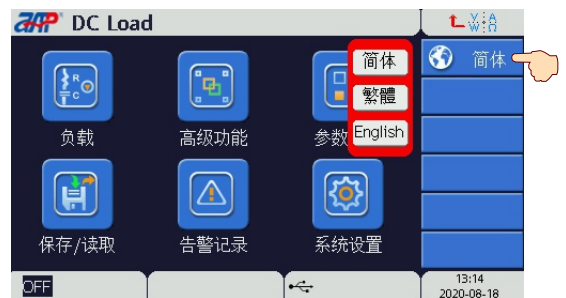 ZAP DC Load
V A
W Ω
简体
简体
繁體
English
R
C
负载
高级功能
参数
保存/读取
告警记录
系统设置
OFF
13:14
2020-08-18